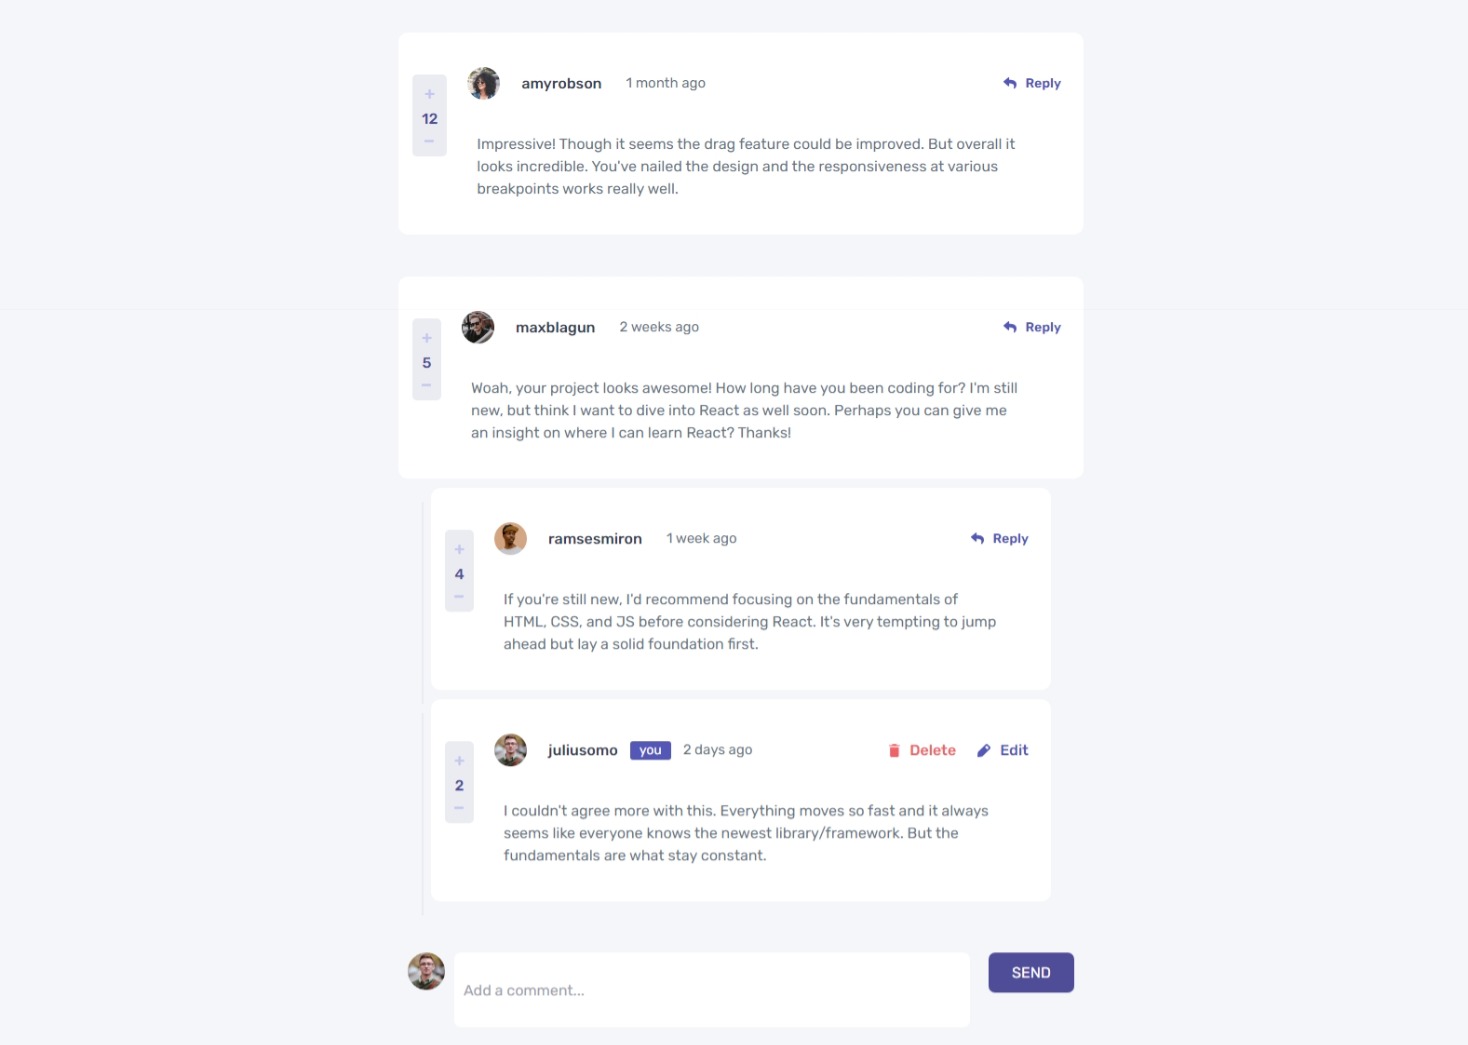 amyrobson 1 month ago Reply
+
12
−
Impressive! Though it seems the drag feature could be improved. But overall it
looks incredible. You've nailed the design and the responsiveness at various
breakpoints works really well.
maxblagun 2 weeks ago Reply
+
5
−
Woah, your project looks awesome! How long have you been coding for? I'm still
new, but think I want to dive into React as well soon. Perhaps you can give me
an insight on where I can learn React? Thanks!
ramsesmiron 1 week ago Reply
+
4
−
If you're still new, I'd recommend focusing on the fundamentals of
HTML, CSS, and JS before considering React. It's very tempting to jump
ahead but lay a solid foundation first.
juliusomo you 2 days ago Delete Edit
+
2
−
I couldn't agree more with this. Everything moves so fast and it always
seems like everyone knows the newest library/framework. But the
fundamentals are what stay constant.
Add a comment...
SEND